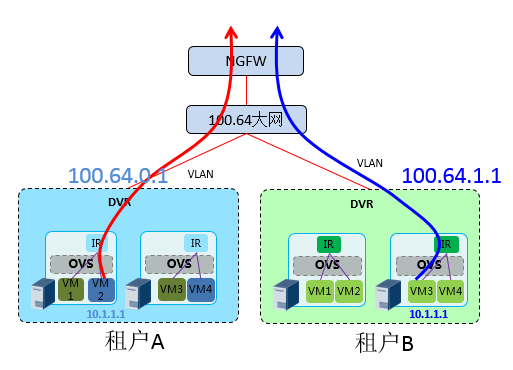 NGFW
100.64大网
100.64.0.1
VLAN
VLAN
100.64.1.1
DVR
DVR
IR
IR
IR
IR
OVS
OVS
OVS
OVS
VM
1
VM
2
VM3
VM4
VM1
VM2
VM3
VM4
10.1.1.1
10.1.1.1
租户A
租户B